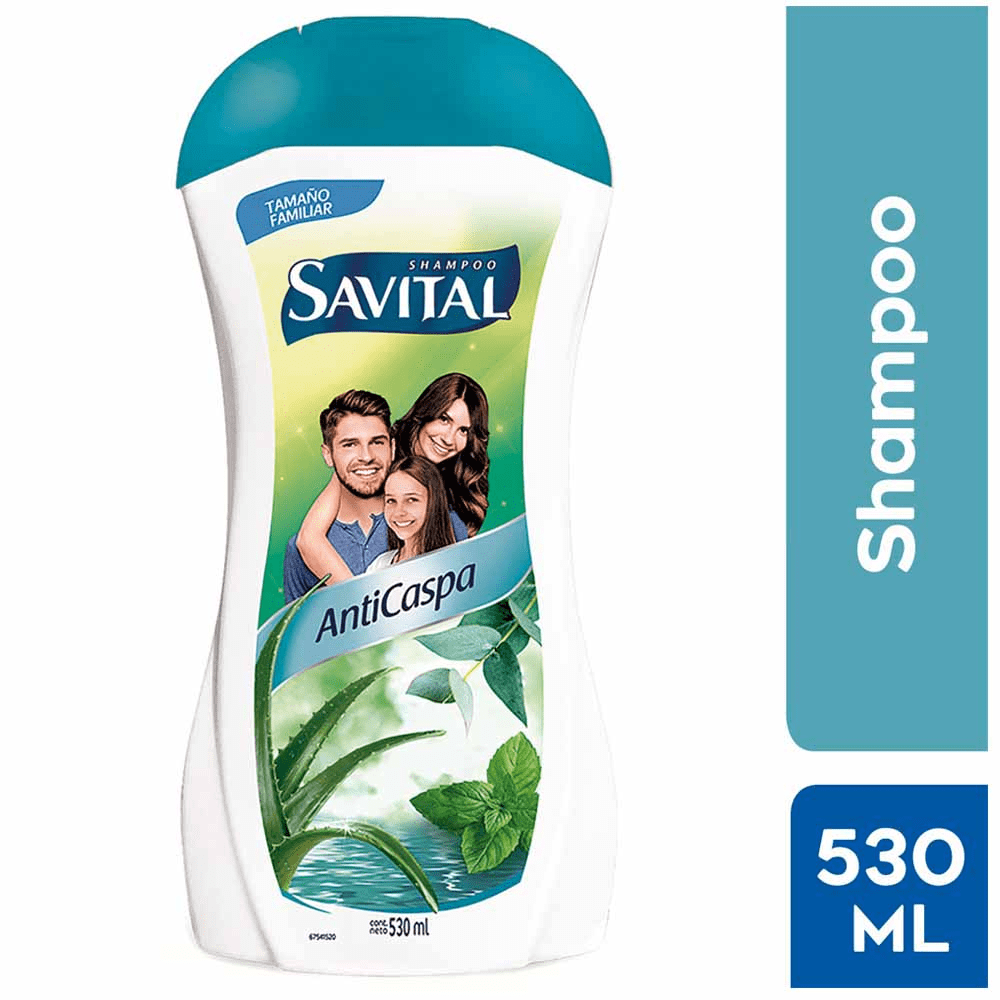 TAMAÑO
FAMILIAR
SHAMPOO
SAVITAL
AntiCaspa
cont.
neto 530 ml
67541520
Shampoo
530
ML